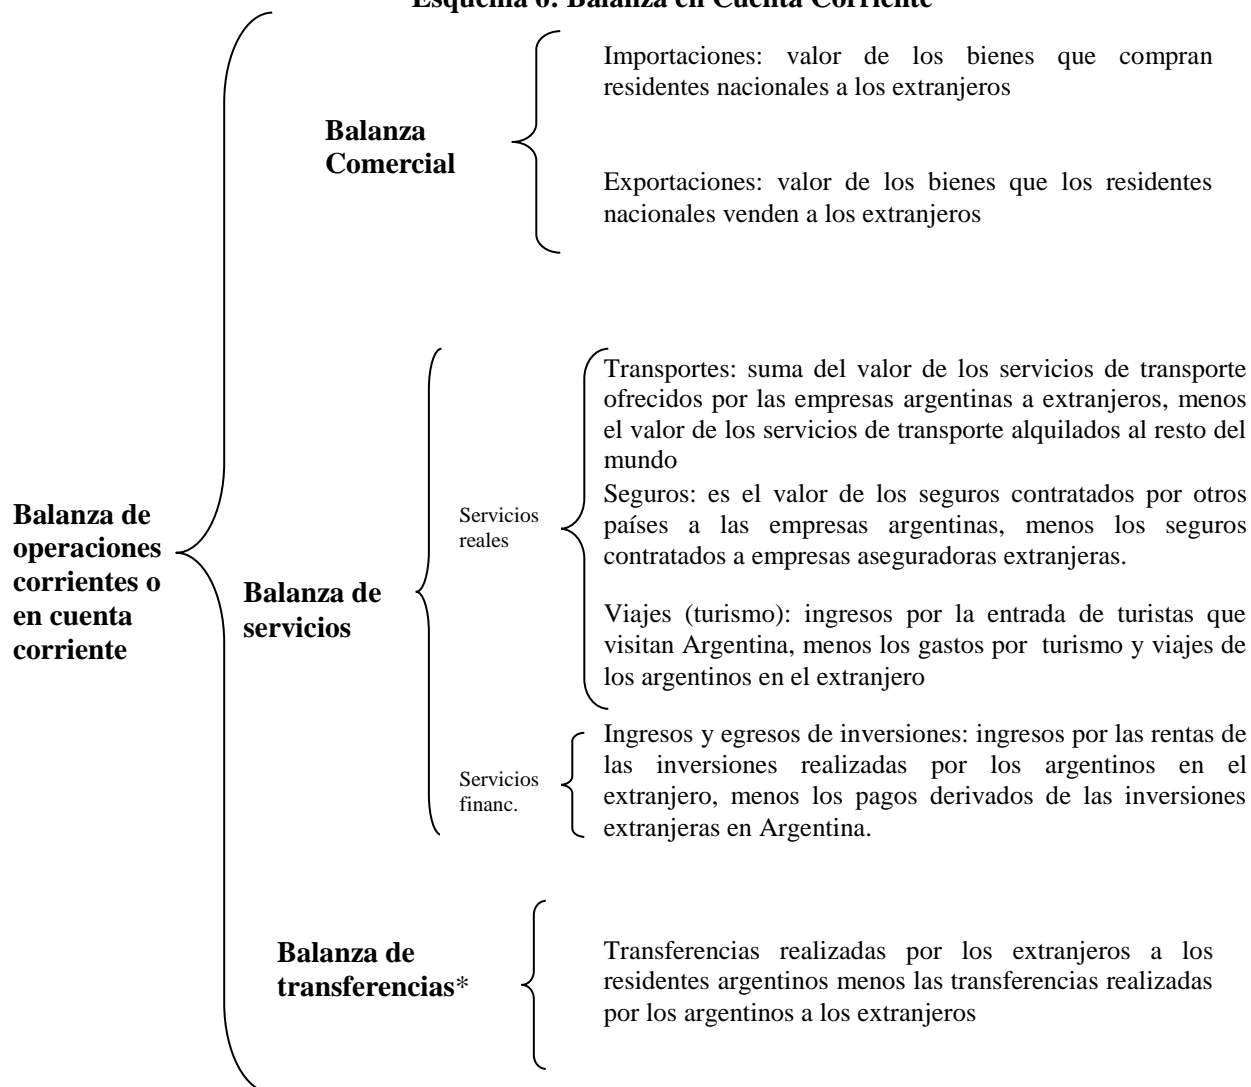 Esquema 6: Balanza en Cuenta Corriente
Importaciones: valor de los bienes que compran
residentes nacionales a los extranjeros
Balanza
Comercial
Exportaciones: valor de los bienes que los residentes
nacionales venden a los extranjeros
Balanza de
operaciones
corrientes o
en cuenta
corriente
Balanza de
servicios
Servicios
reales
Transportes: suma del valor de los servicios de transporte
ofrecidos por las empresas argentinas a extranjeros, menos
el valor de los servicios de transporte alquilados al resto del
mundo
Seguros: es el valor de los seguros contratados por otros
países a las empresas argentinas, menos los seguros
contratados a empresas aseguradoras extranjeras.
Viajes (turismo): ingresos por la entrada de turistas que
visitan Argentina, menos los gastos por turismo y viajes de
los argentinos en el extranjero
Servicios
financ.
Ingresos y egresos de inversiones: ingresos por las rentas de
las inversiones realizadas por los argentinos en el
extranjero, menos los pagos derivados de las inversiones
extranjeras en Argentina.
Balanza de
transferencias*
Transferencias realizadas por los extranjeros a los
residentes argentinos menos las transferencias realizadas
por los argentinos a los extranjeros